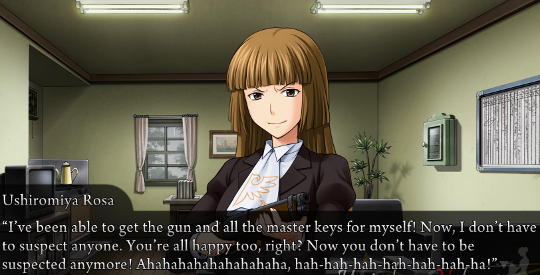 Ushiromiya Rosa
“I’ve been able to get the gun and all the master keys for myself! Now, I don’t have
to suspect anyone. You’re all happy too, right? Now you don’t have to be
suspected anymore! Ahahahahahahahahaha, hah-hah-hah-hah-hah-hah-ha!”